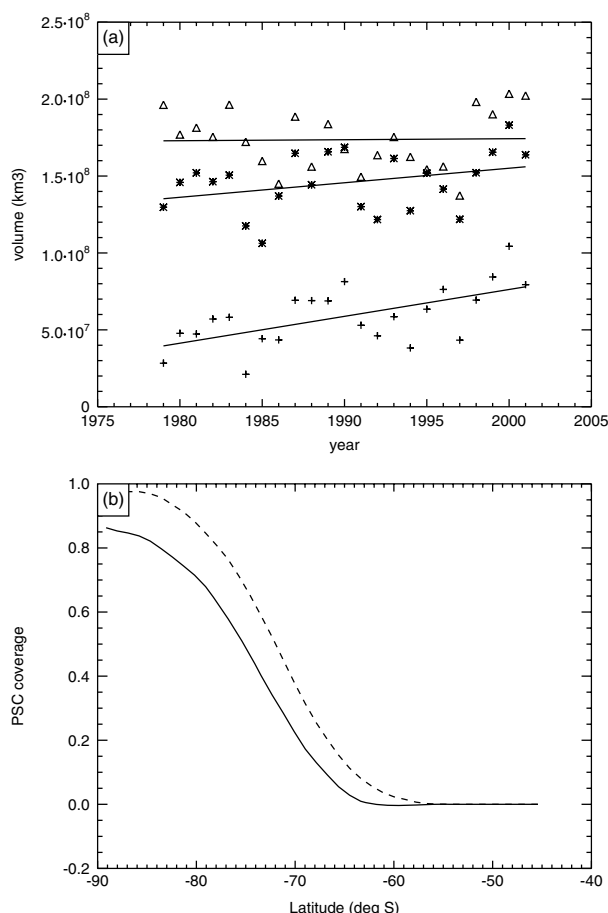 (a)
2.5·10⁸
2.0·10⁸
1.5·10⁸
1.0·10⁸
5.0·10⁷
0
volume (km3)
1975 1980 1985 1990 1995 2000 2005
year
(b)
1.0
0.8
0.6
0.4
0.2
0.0
-0.2
PSC coverage
-90 -80 -70 -60 -50 -40
Latitude (deg S)